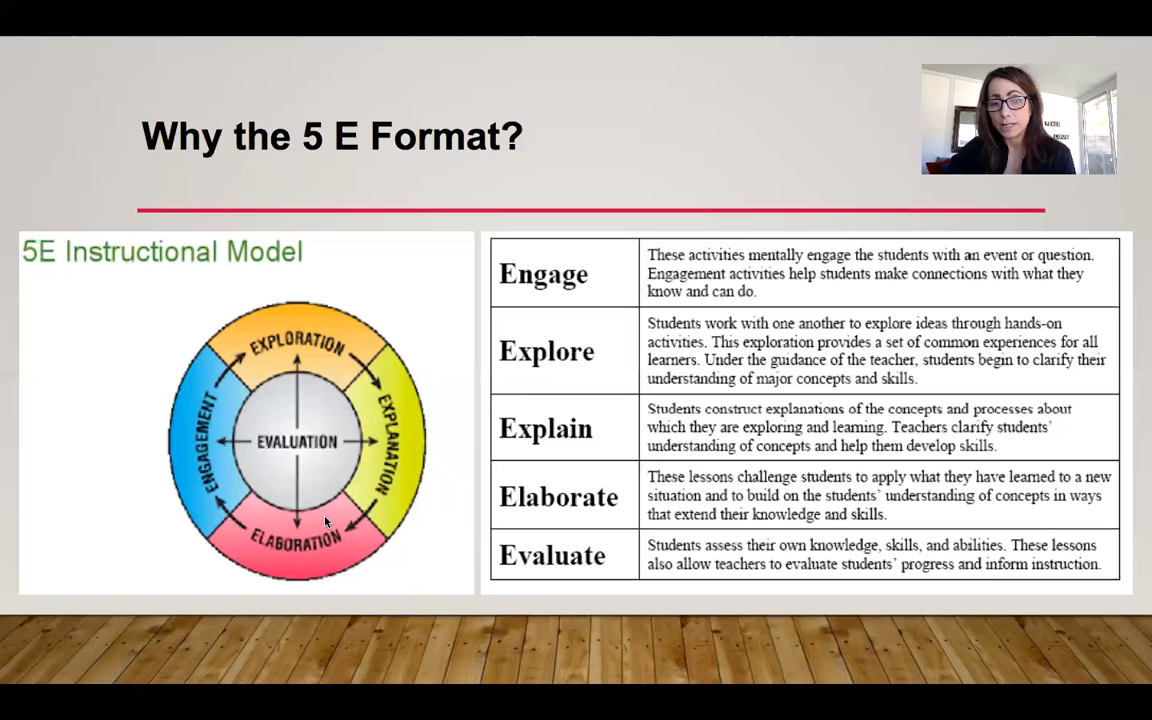 Why the 5 E Format?
5E Instructional Model
EXPLORATION
EXPLANATION
ELABORATION
ENGAGEMENT
EVALUATION
Engage
These activities mentally engage the students with an event or question.
Engagement activities help students make connections with what they
know and can do.
Explore
Students work with one another to explore ideas through hands-on
activities. This exploration provides a set of common experiences for all
learners. Under the guidance of the teacher, students begin to clarify their
understanding of major concepts and skills.
Explain
Students construct explanations of the concepts and processes about
which they are exploring and learning. Teachers clarify students’
understanding of concepts and help them develop skills.
Elaborate
These lessons challenge students to apply what they have learned to a new
situation and to build on the students’ understanding of concepts in ways
that extend their knowledge and skills.
Evaluate
Students assess their own knowledge, skills, and abilities. These lessons
also allow teachers to evaluate students’ progress and inform instruction.